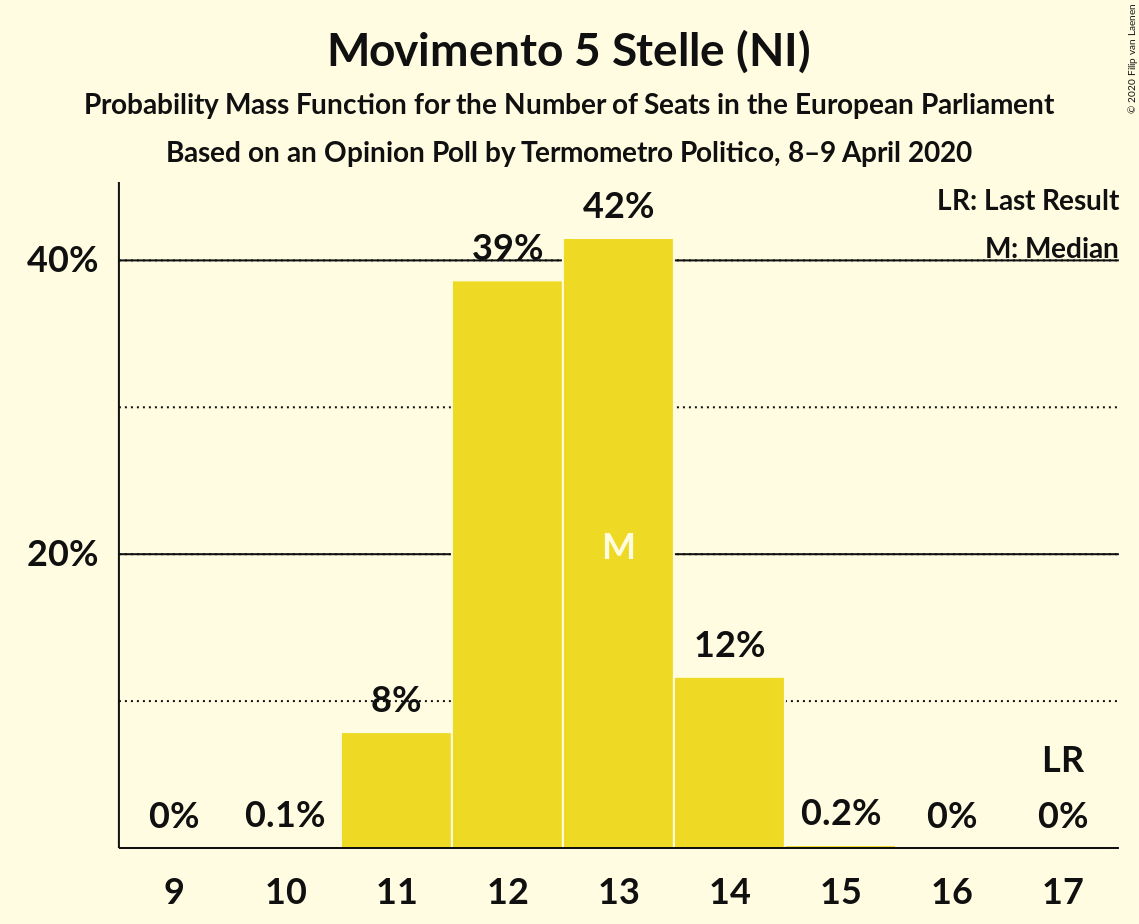 Movimento 5 Stelle (NI)
Probability Mass Function for the Number of Seats in the European Parliament
Based on an Opinion Poll by Termometro Politico, 8–9 April 2020
© 2020 Filip van Laenen
LR: Last Result
M: Median
42%
39%
40%
M
20%
12%
8%
LR
0%
0.1%
0.2%
0%
0%
9 10 11 12 13 14 15 16 17